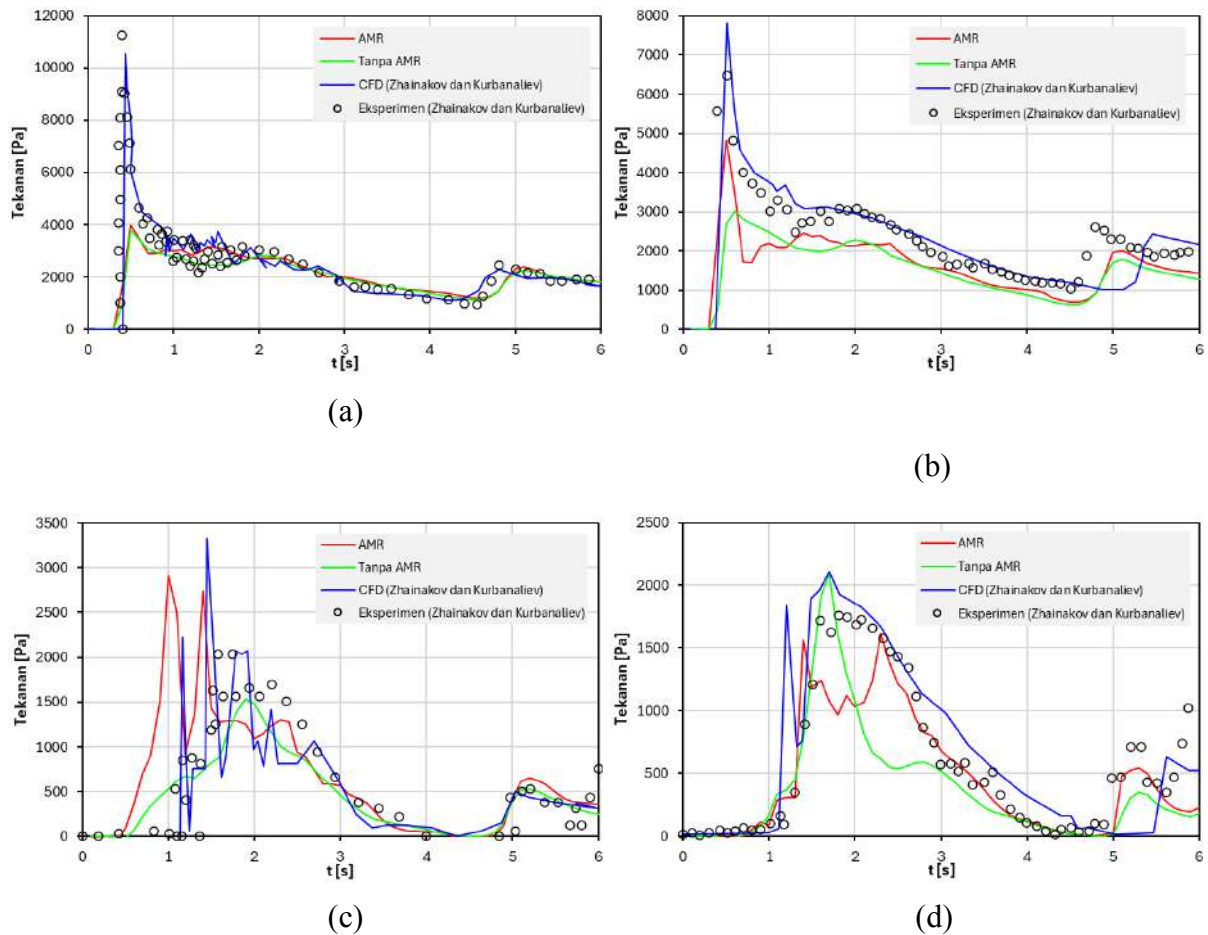 12000
10000
8000
6000
4000
2000
0
Tekanan [Pa]
AMR
Tanpa AMR
CFD (Zhainakov dan Kurbanaliev)
Eksperimen (Zhainakov dan Kurbanaliev)
0 1 2 3 4 5 6
t [s]
(a)
8000
7000
6000
5000
4000
3000
2000
1000
0
Tekanan [Pa]
AMR
Tanpa AMR
CFD (Zhainakov dan Kurbanaliev)
Eksperimen (Zhainakov dan Kurbanaliev)
0 1 2 3 4 5 6
t [s]
(b)
3500
3000
2500
2000
1500
1000
500
0
Tekanan [Pa]
AMR
Tanpa AMR
CFD (Zhainakov dan Kurbanaliev)
Eksperimen (Zhainakov dan Kurbanaliev)
0 1 2 3 4 5 6
t [s]
(c)
2500
2000
1500
1000
500
0
Tekanan [Pa]
AMR
Tanpa AMR
CFD (Zhainakov dan Kurbanaliev)
Eksperimen (Zhainakov dan Kurbanaliev)
0 1 2 3 4 5 6
t [s]
(d)